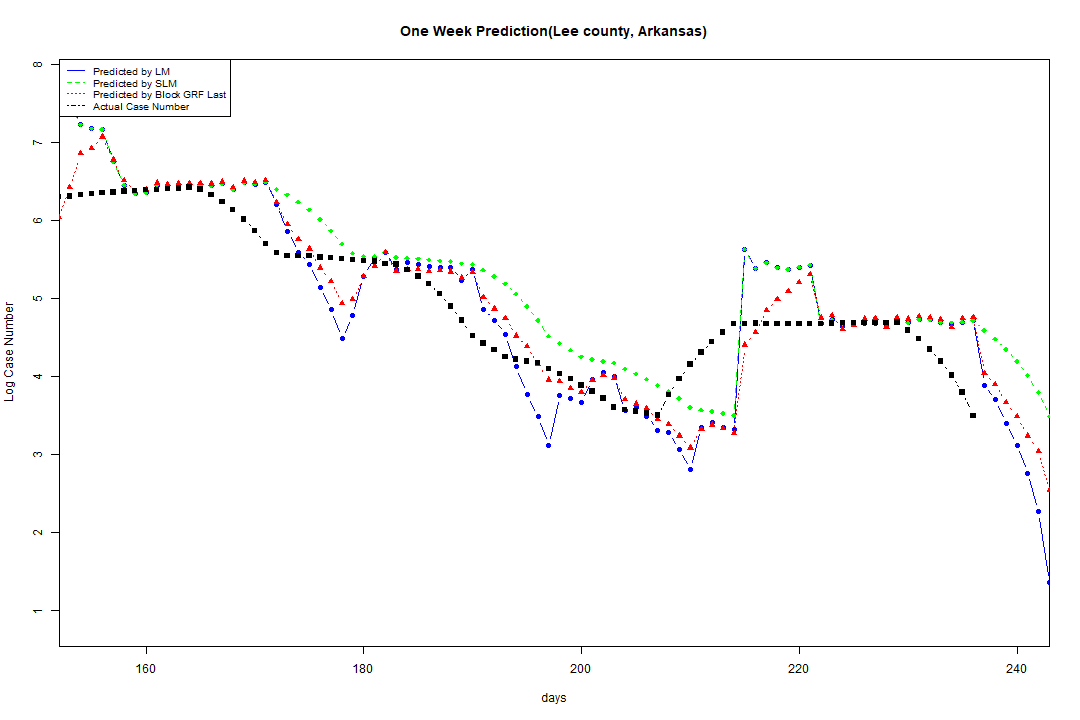 One Week Prediction(Lee county, Arkansas)
Predicted by LM
Predicted by SLM
Predicted by Block GRF Last
Actual Case Number
8
7
6
5
4
3
2
1
Log Case Number
160 180 200 220 240
days